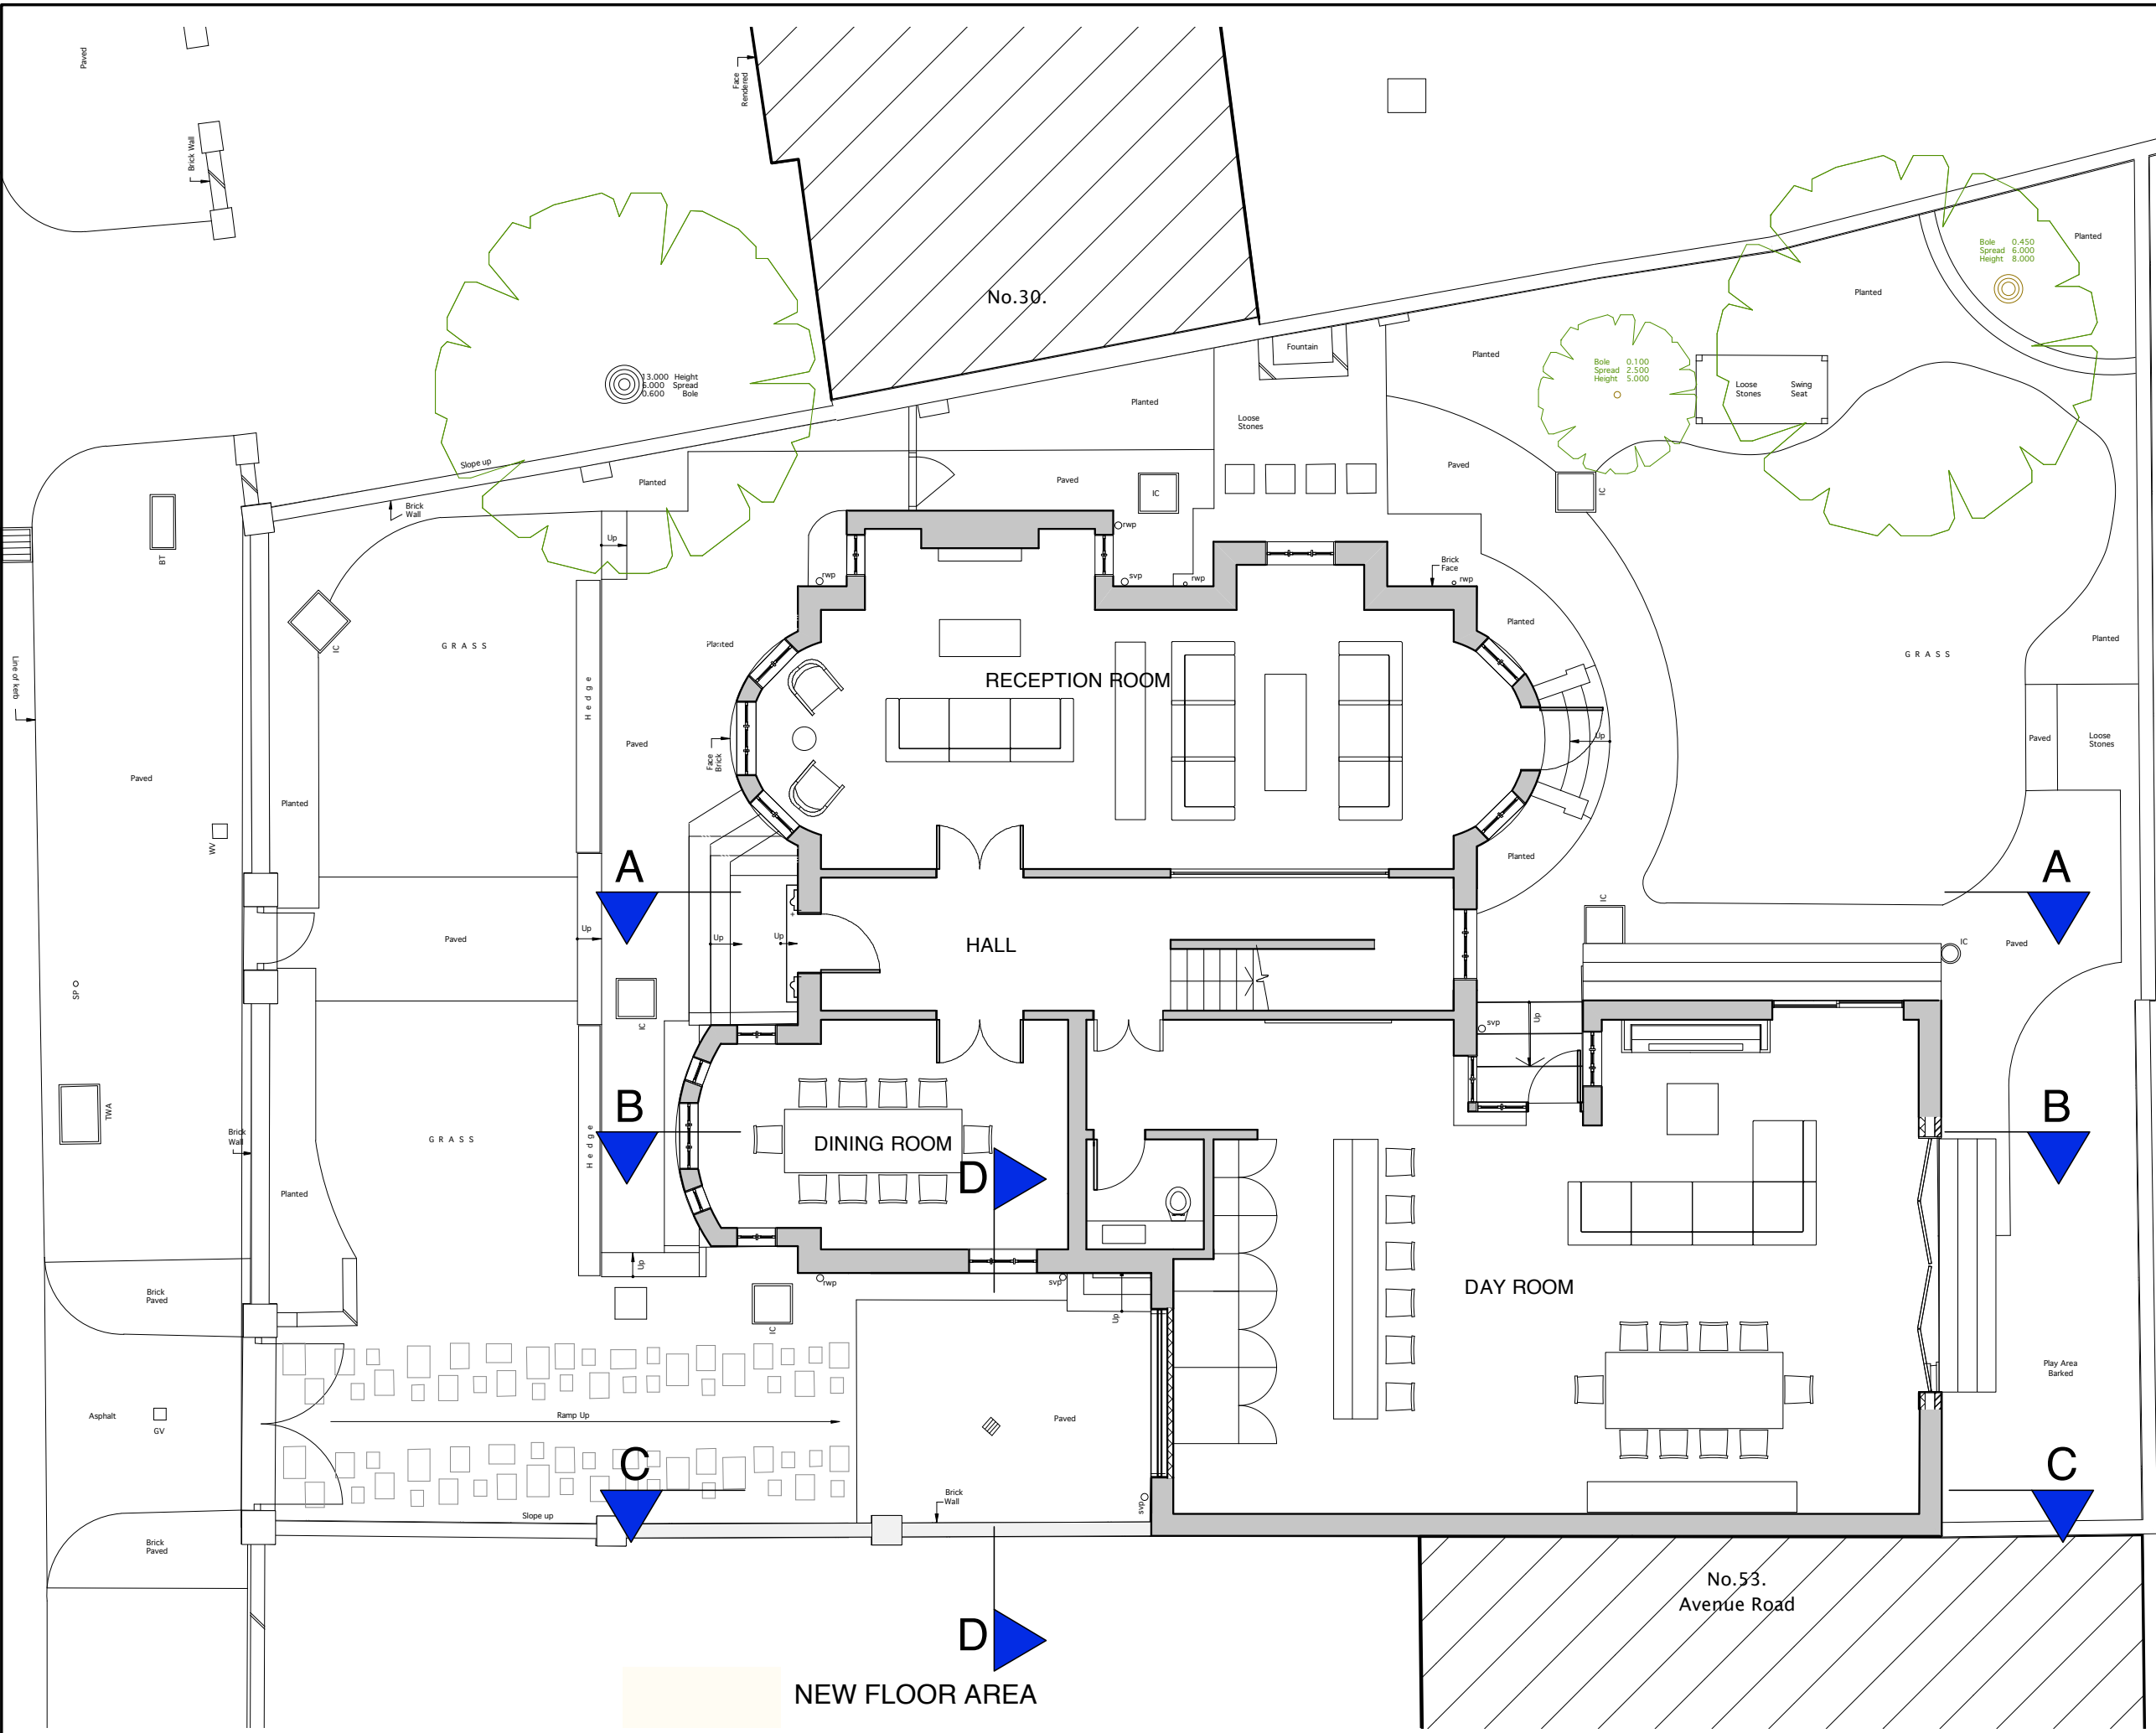 Paved
Face
Rendered
Brick Wall
No.30.
Bole 0.450
Spread 6.000
Height 8.000
Planted
Planted
Fountain
Planted
Bole 0.100
Spread 2.500
Height 5.000
Loose
Stones
Swing
Seat
13.000 Height
6.000 Spread
0.600 Bole
Planted
Loose
Stones
Slope up
Planted
Paved
IC
Paved
IC
Brick
Wall
BT
Up
rwp
rwp
svp
rwp
Brick
Face
rwp
IC
GRASS
Planted
Planted
GRASS
Planted
Line of kerb
Hedge
RECEPTION ROOM
Paved
Face
Brick
Up
Paved
Loose
Stones
Paved
Planted
WV
Planted
A
A
IC
Up
Paved
Up
Up
HALL
IC
Paved
SP
IC
svp
Up
TWA
B
B
Brick
Wall
GRASS
Hedge
DINING ROOM
D
Planted
Up
rwp
svp
Up
DAY ROOM
Brick
Paved
IC
Play Area
Barked
Asphalt
GV
Ramp Up
Paved
C
C
Brick
Wall
svp
Slope up
Brick
Paved
No.53.
Avenue Road
D
NEW FLOOR AREA